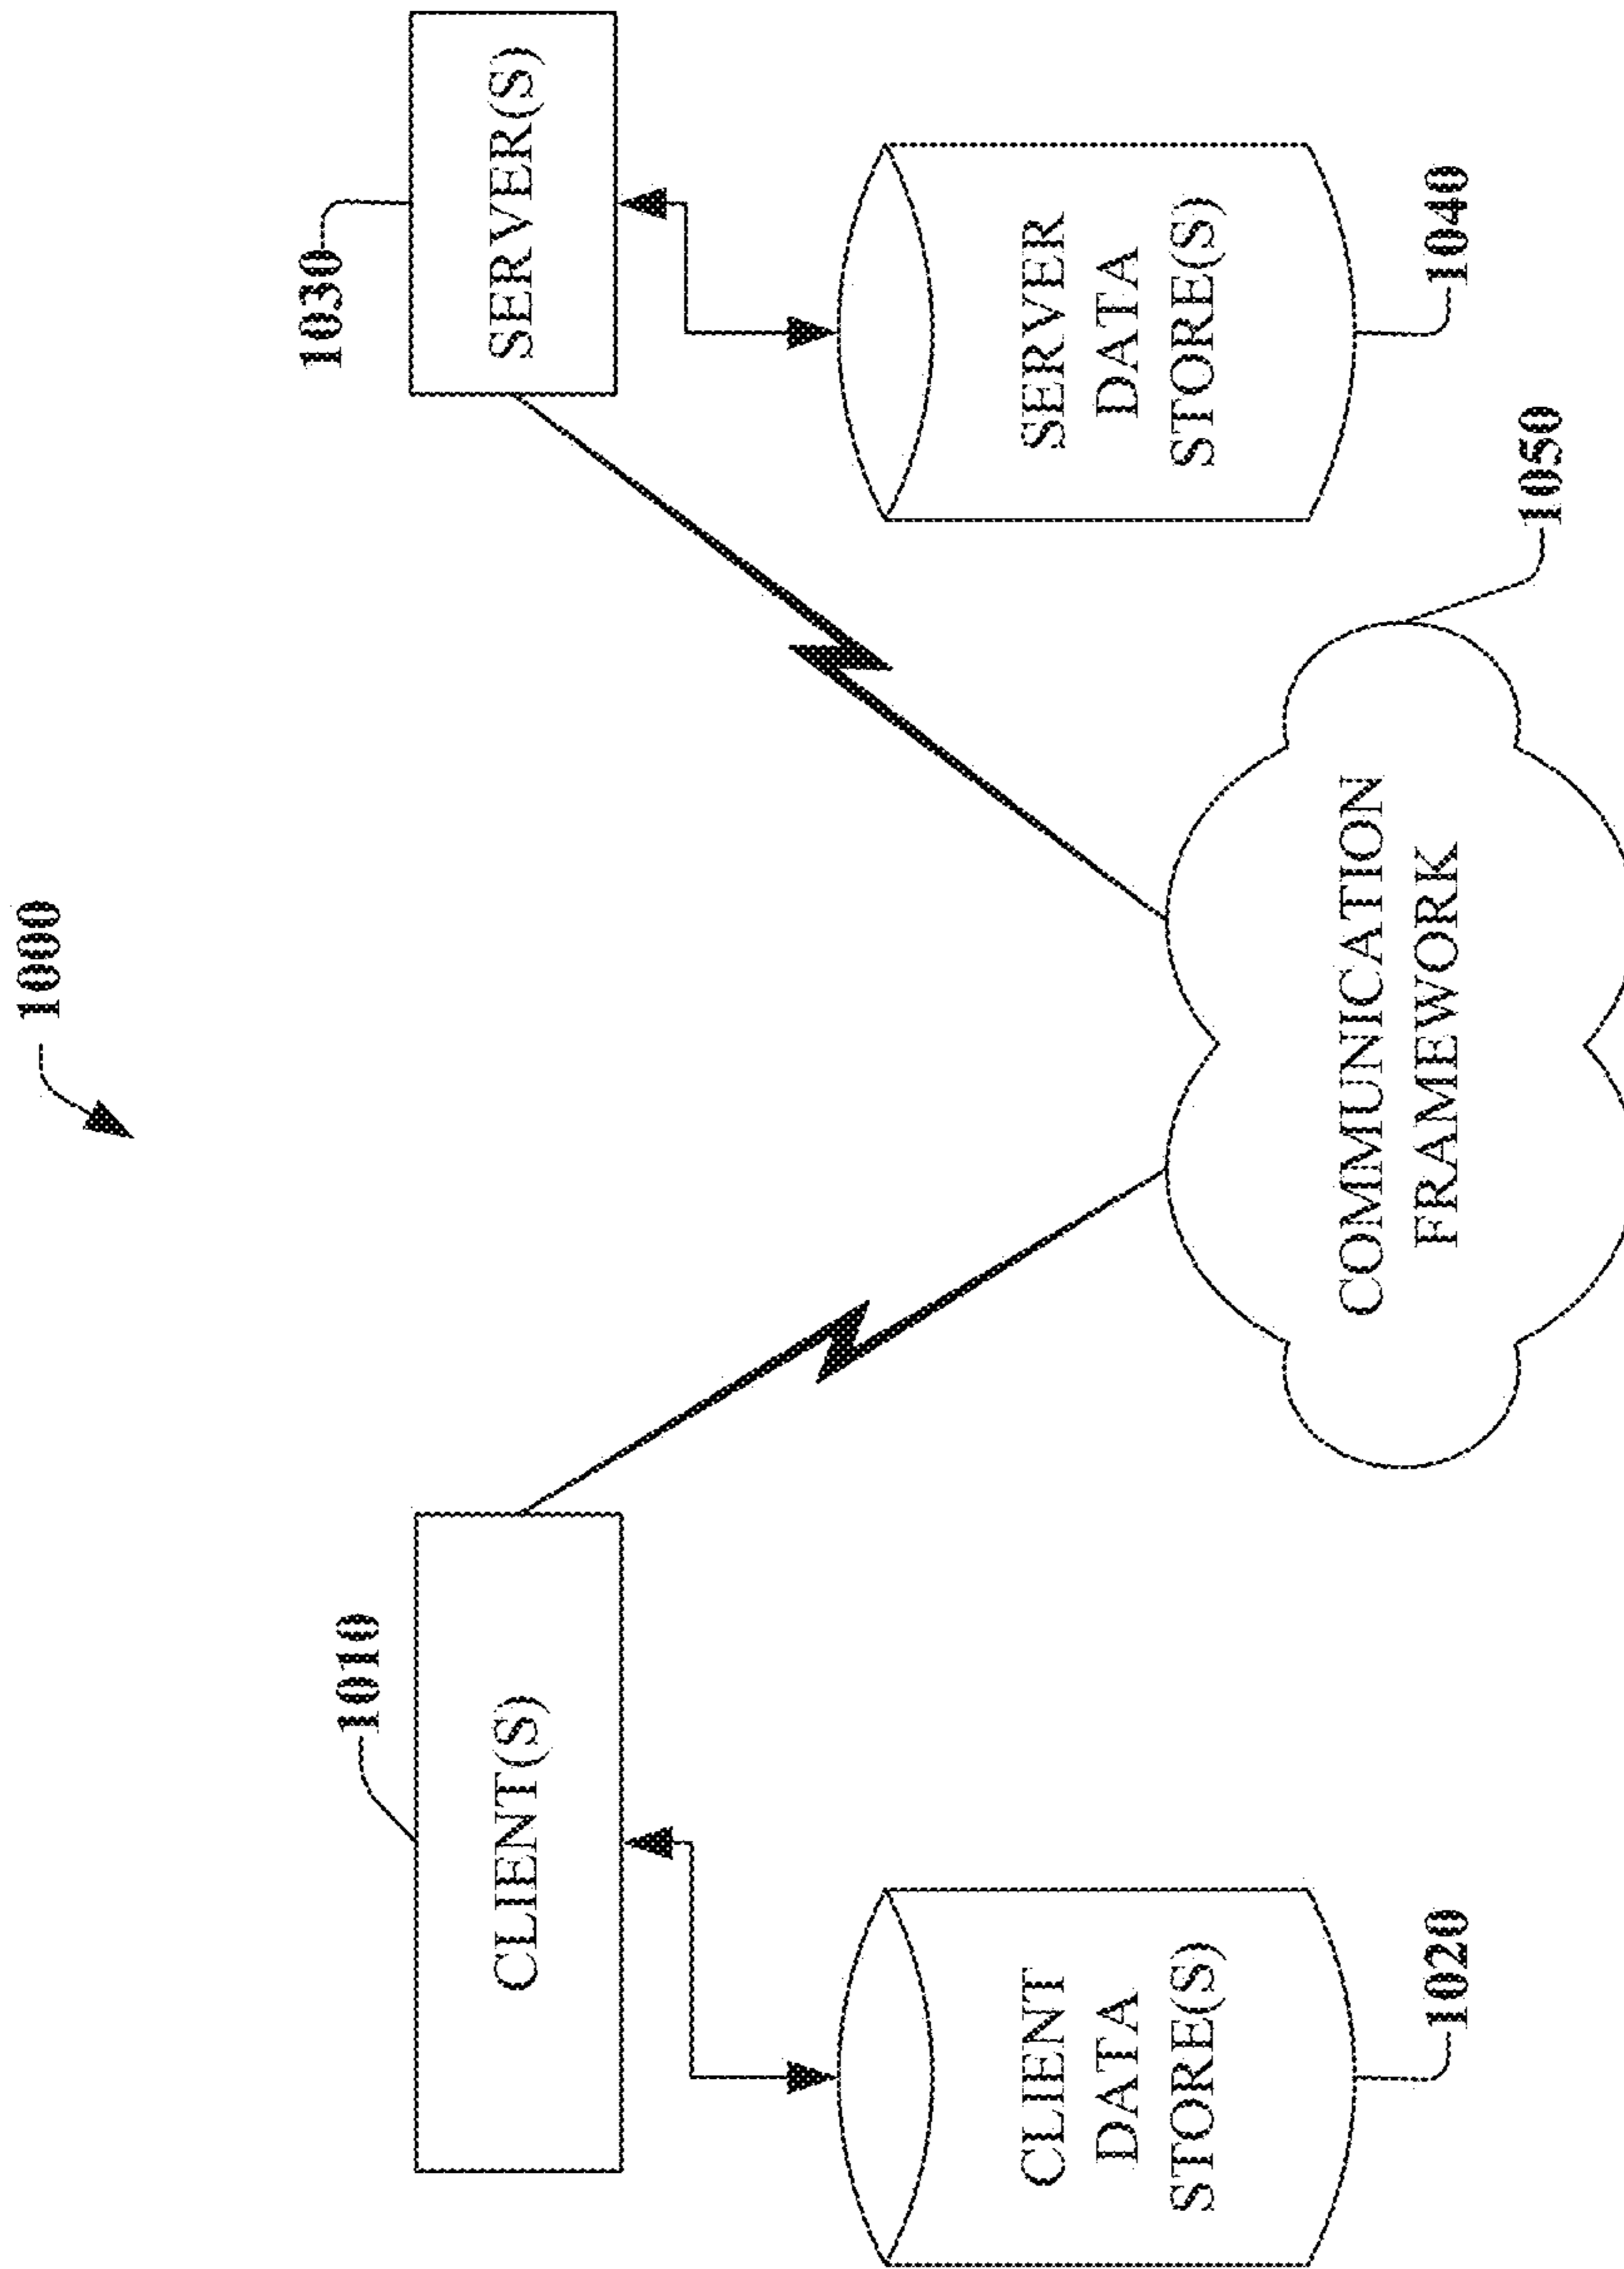 1000
1010
1030
CLIENT(S)
SERVER(S)
CLIENT
DATA
STORE(S)
SERVER
DATA
STORE(S)
1020
1040
COMMUNICATION
FRAMEWORK
1050